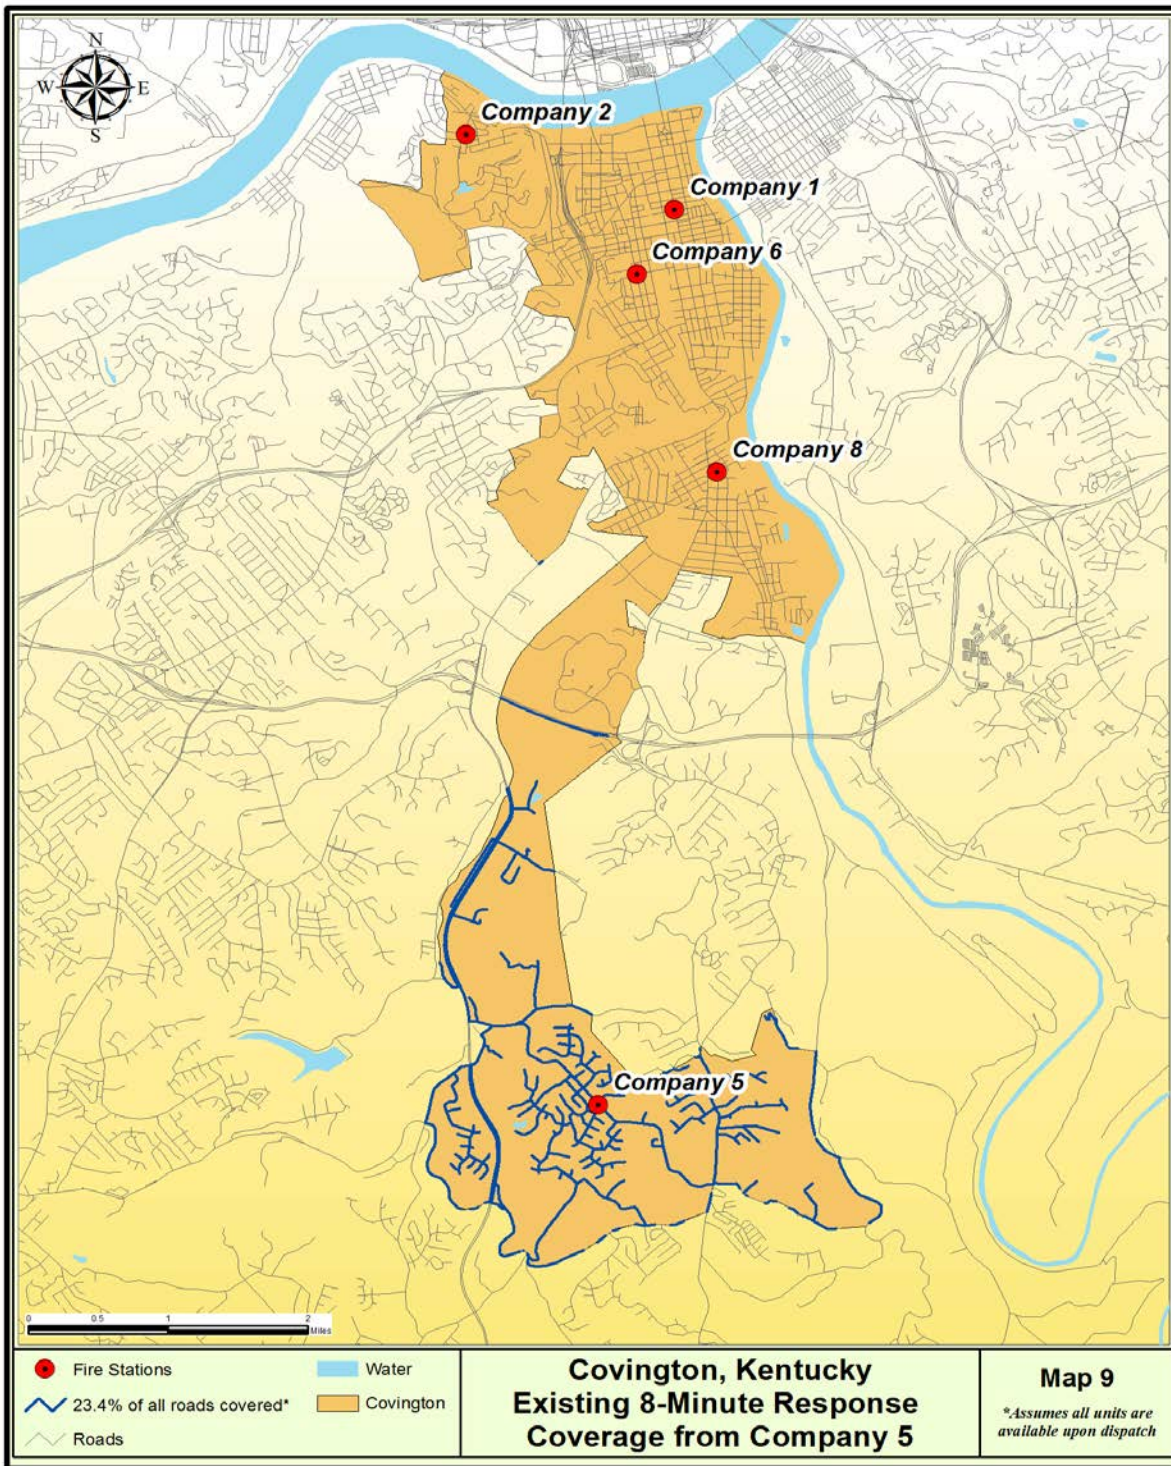 N
W E
S
Company 2
Company 1
Company 6
Company 8
Company 5
0 0.5 1 2
Miles
Fire Stations
23.4% of all roads covered*
Roads
Water
Covington
Covington, Kentucky
Existing 8-Minute Response
Coverage from Company 5
Map 9
*Assumes all units are
available upon dispatch